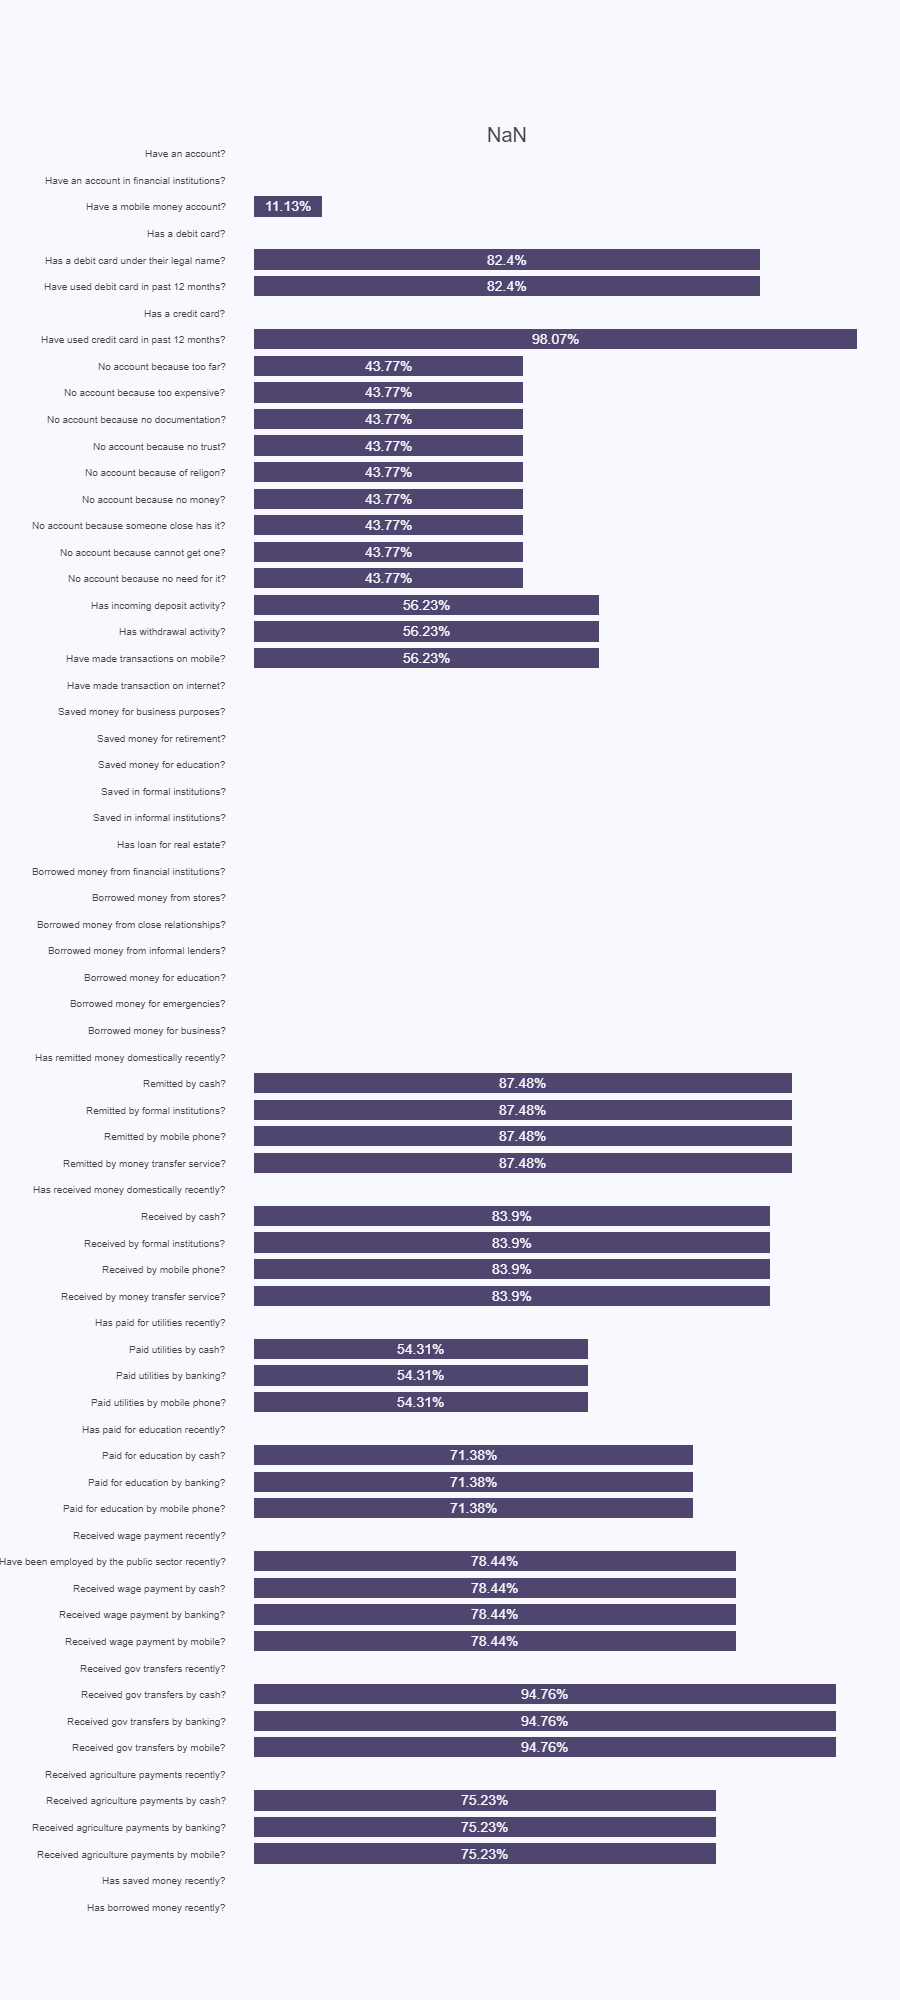 NaN
Have an account?
Have an account in financial institutions?
Have a mobile money account? 11.13%
Has a debit card?
Has a debit card under their legal name? 82.4%
Have used debit card in past 12 months? 82.4%
Has a credit card?
Have used credit card in past 12 months? 98.07%
No account because too far? 43.77%
No account because too expensive? 43.77%
No account because no documentation? 43.77%
No account because no trust? 43.77%
No account because of religon? 43.77%
No account because no money? 43.77%
No account because someone close has it? 43.77%
No account because cannot get one? 43.77%
No account because no need for it? 43.77%
Has incoming deposit activity? 56.23%
Has withdrawal activity? 56.23%
Have made transactions on mobile? 56.23%
Have made transaction on internet?
Saved money for business purposes?
Saved money for retirement?
Saved money for education?
Saved in formal institutions?
Saved in informal institutions?
Has loan for real estate?
Borrowed money from financial institutions?
Borrowed money from stores?
Borrowed money from close relationships?
Borrowed money from informal lenders?
Borrowed money for education?
Borrowed money for emergencies?
Borrowed money for business?
Has remitted money domestically recently?
Remitted by cash? 87.48%
Remitted by formal institutions? 87.48%
Remitted by mobile phone? 87.48%
Remitted by money transfer service? 87.48%
Has received money domestically recently?
Received by cash? 83.9%
Received by formal institutions? 83.9%
Received by mobile phone? 83.9%
Received by money transfer service? 83.9%
Has paid for utilities recently?
Paid utilities by cash? 54.31%
Paid utilities by banking? 54.31%
Paid utilities by mobile phone? 54.31%
Has paid for education recently?
Paid for education by cash? 71.38%
Paid for education by banking? 71.38%
Paid for education by mobile phone? 71.38%
Received wage payment recently?
Have been employed by the public sector recently? 78.44%
Received wage payment by cash? 78.44%
Received wage payment by banking? 78.44%
Received wage payment by mobile? 78.44%
Received gov transfers recently?
Received gov transfers by cash? 94.76%
Received gov transfers by banking? 94.76%
Received gov transfers by mobile? 94.76%
Received agriculture payments recently?
Received agriculture payments by cash? 75.23%
Received agriculture payments by banking? 75.23%
Received agriculture payments by mobile? 75.23%
Has saved money recently?
Has borrowed money recently?